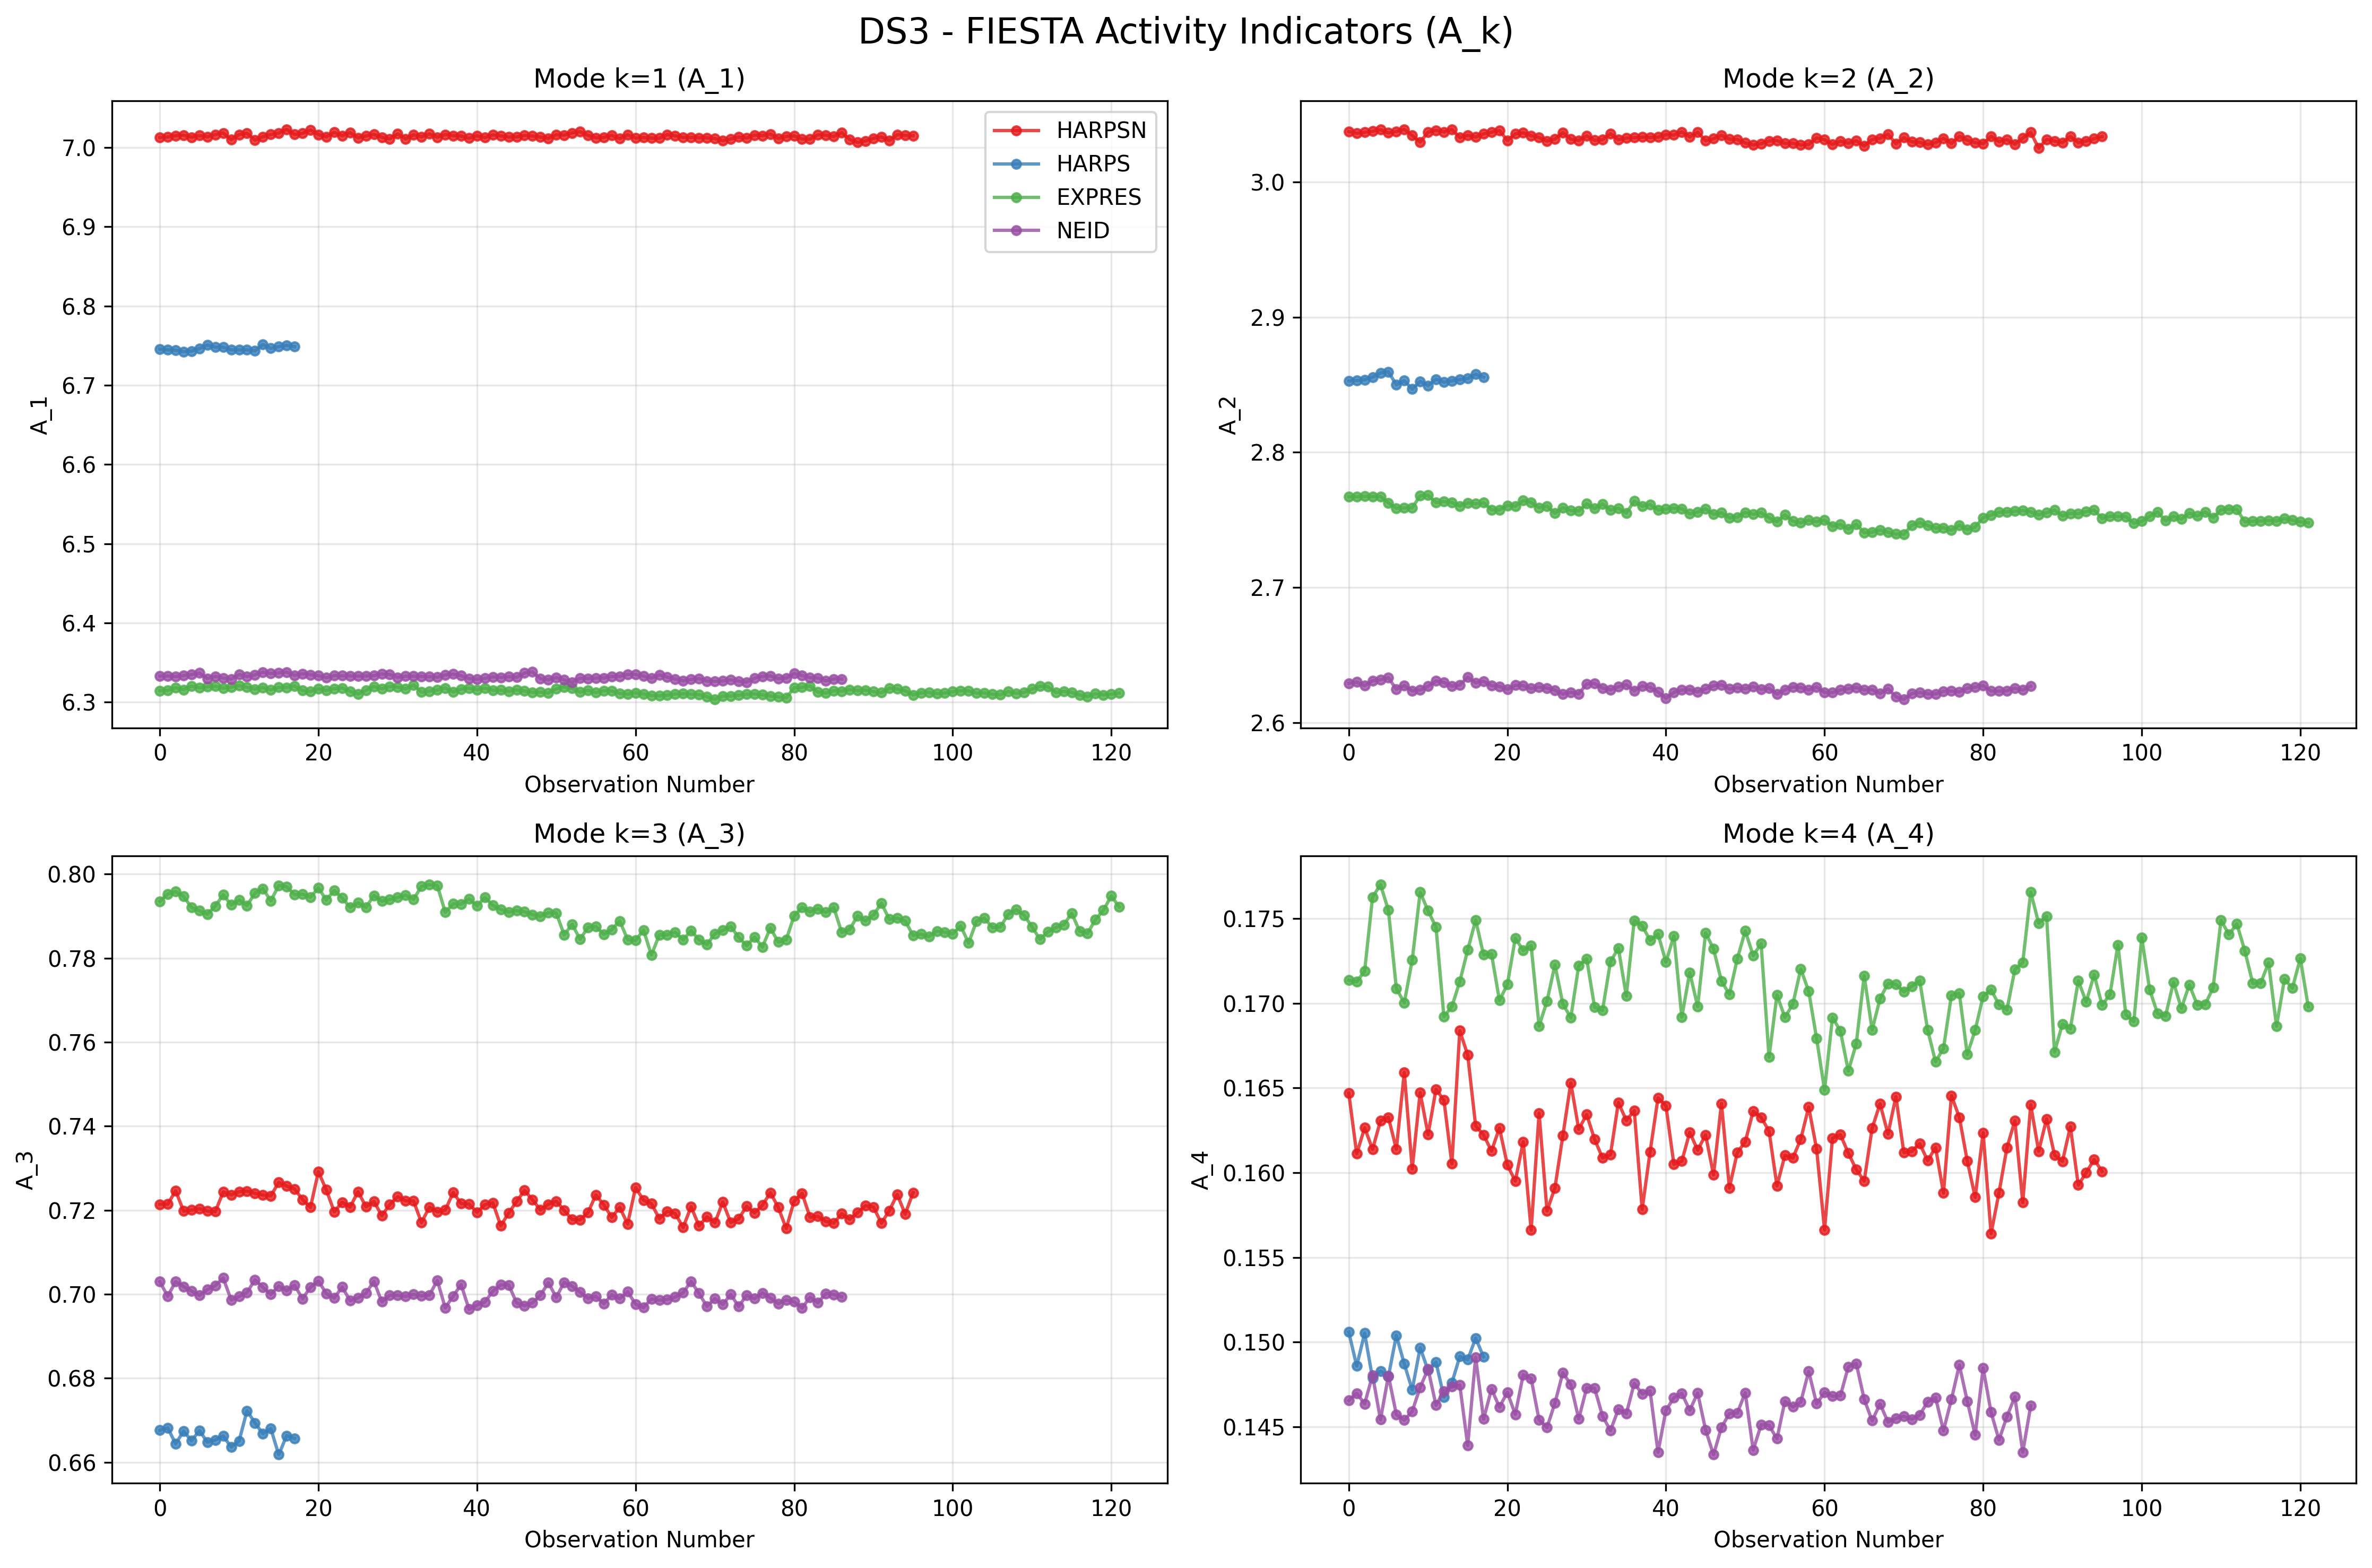 DS3 - FIESTA Activity Indicators (A_k)
Mode k=1 (A_1)
A_1
7.0
6.9
6.8
6.7
6.6
6.5
6.4
6.3
0 20 40 60 80 100 120
Observation Number
HARPSN
HARPS
EXPRES
NEID
Mode k=2 (A_2)
A_2
3.0
2.9
2.8
2.7
2.6
0 20 40 60 80 100 120
Observation Number
Mode k=3 (A_3)
A_3
0.80
0.78
0.76
0.74
0.72
0.70
0.68
0.66
0 20 40 60 80 100 120
Observation Number
Mode k=4 (A_4)
A_4
0.175
0.170
0.165
0.160
0.155
0.150
0.145
0 20 40 60 80 100 120
Observation Number